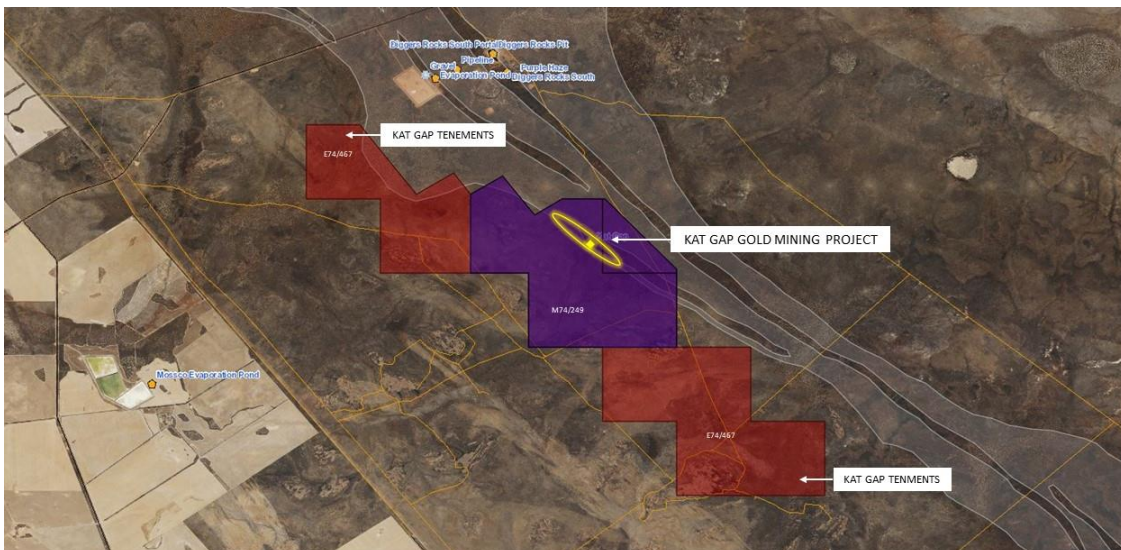 Diggers Rocks South Portal
Diggers Rocks Pit
Pipeline
Gravel
Evaporation Pond
Purple Haze
Diggers Rocks South
KAT GAP TENEMENTS
E74/467
KAT GAP GOLD MINING PROJECT
M74/249
Mossco Evaporation Pond
E74/467
KAT GAP TENMENTS